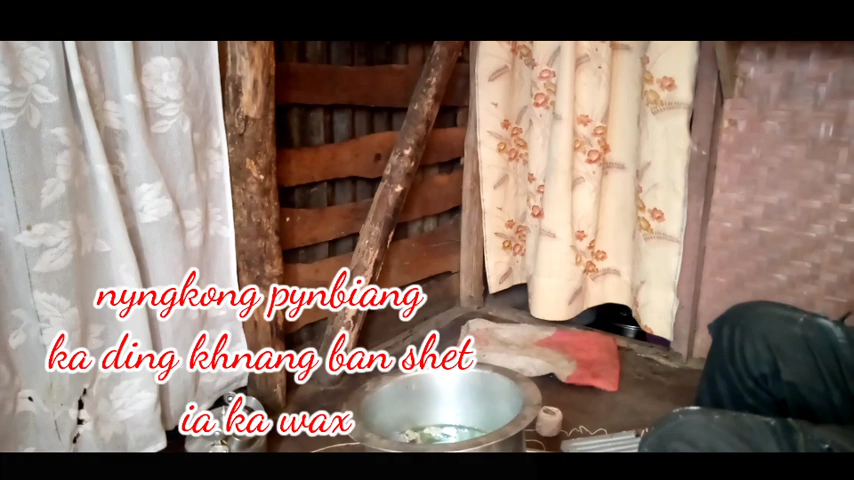 nyngkong pynbiang
ka ding khnang ban shet
ia ka wax